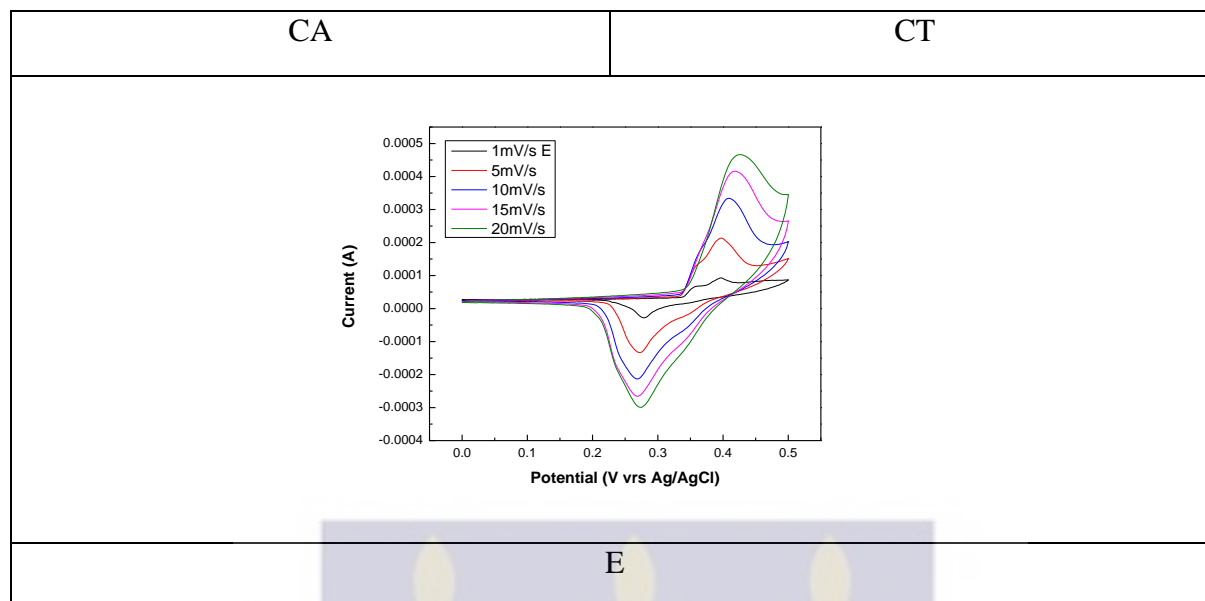 CA CT
0.0005
0.0004
0.0003
0.0002
0.0001
0.0000
-0.0001
-0.0002
-0.0003
-0.0004
Current (A)
1mV/s E
5mV/s
10mV/s
15mV/s
20mV/s
0.0 0.1 0.2 0.3 0.4 0.5
Potential (V vrs Ag/AgCl)
E